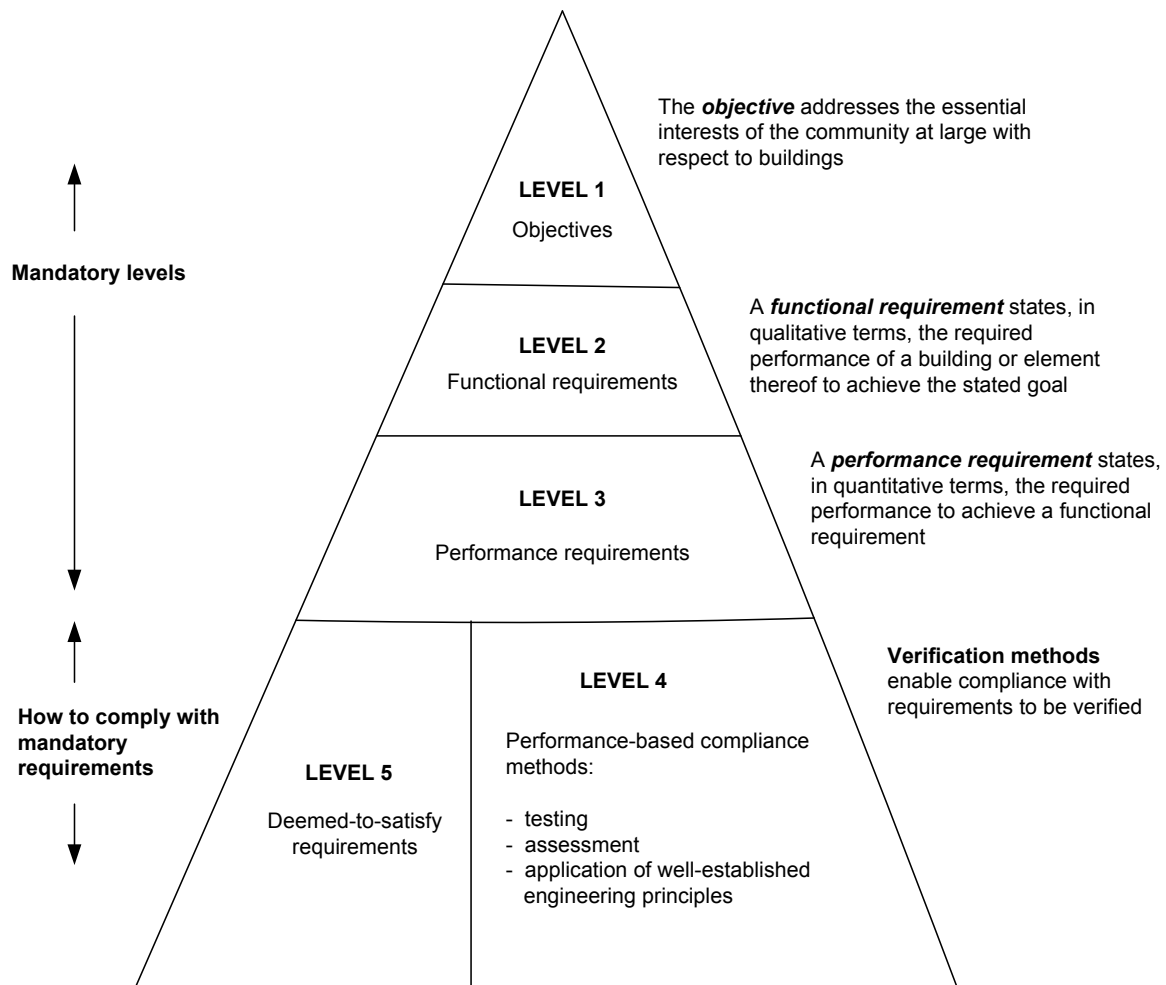 The objective addresses the essential
interests of the community at large with
respect to buildings
LEVEL 1
Objectives
Mandatory levels
A functional requirement states, in
qualitative terms, the required
performance of a building or element
thereof to achieve the stated goal
LEVEL 2
Functional requirements
A performance requirement states,
in quantitative terms, the required
performance to achieve a functional
requirement
LEVEL 3
Performance requirements
How to comply with
mandatory
requirements
LEVEL 5
Deemed-to-satisfy
requirements
LEVEL 4
Performance-based compliance
methods:
- testing
- assessment
- application of well-established
engineering principles
Verification methods
enable compliance with
requirements to be verified